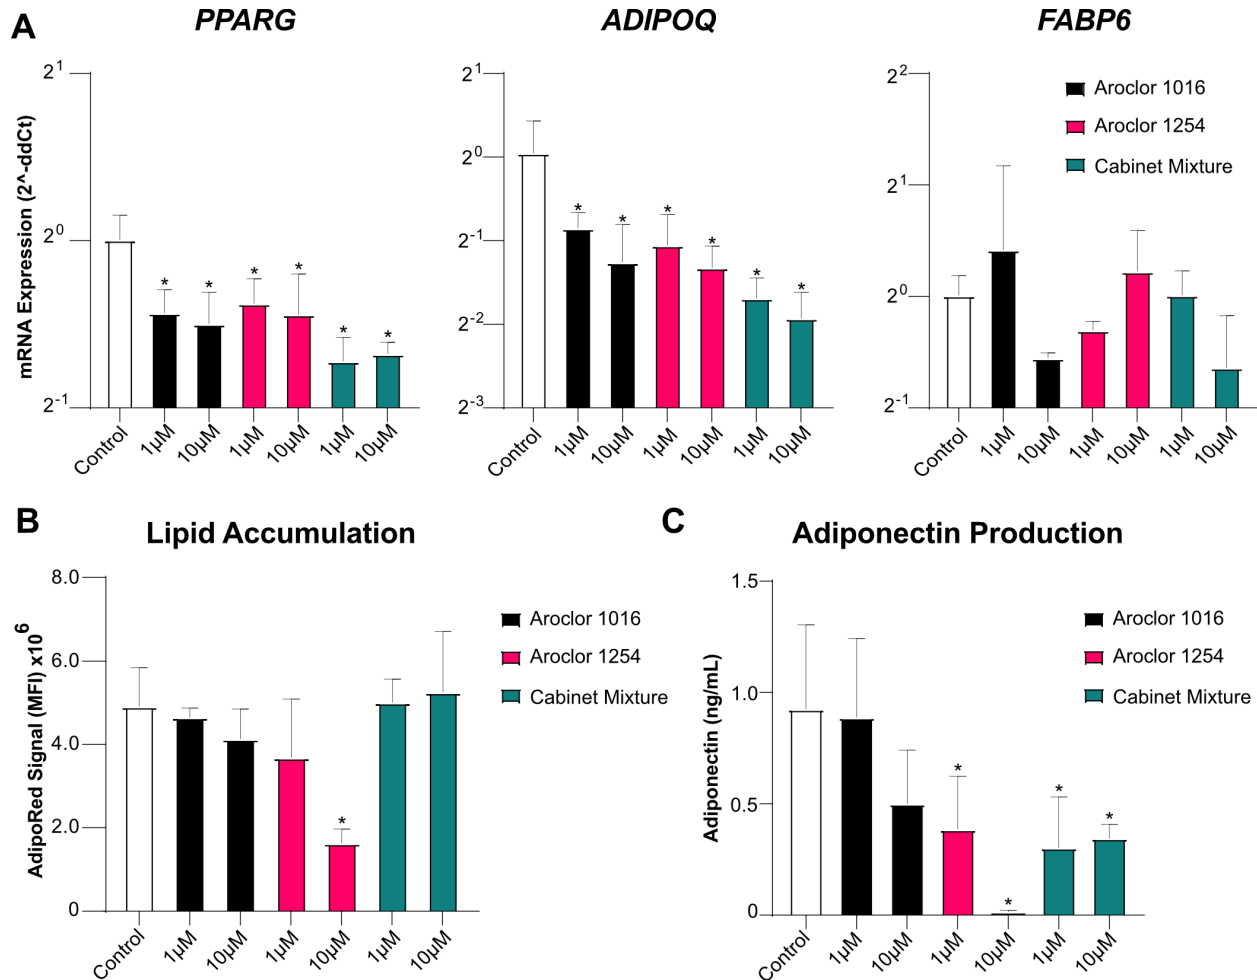 A
PPARG
ADIPOQ
FABP6
mRNA Expression (2^-ddCt)
2^1
2^0
2^-1
* * * * * *
Control 1µM 10µM 1µM 10µM 1µM 10µM
2^1
2^0
2^-1
2^-2
2^-3
* * * * * *
Control 1µM 10µM 1µM 10µM 1µM 10µM
2^2
2^1
2^0
2^-1
Control 1µM 10µM 1µM 10µM 1µM 10µM
Aroclor 1016
Aroclor 1254
Cabinet Mixture
B
Lipid Accumulation
AdipoRed Signal (MFI) x10^6
8.0
6.0
4.0
2.0
0
*
Control 1µM 10µM 1µM 10µM 1µM 10µM
Aroclor 1016
Aroclor 1254
Cabinet Mixture
C
Adiponectin Production
Adiponectin (ng/mL)
1.5
1.0
0.5
0
* * * *
Control 1µM 10µM 1µM 10µM 1µM 10µM
Aroclor 1016
Aroclor 1254
Cabinet Mixture